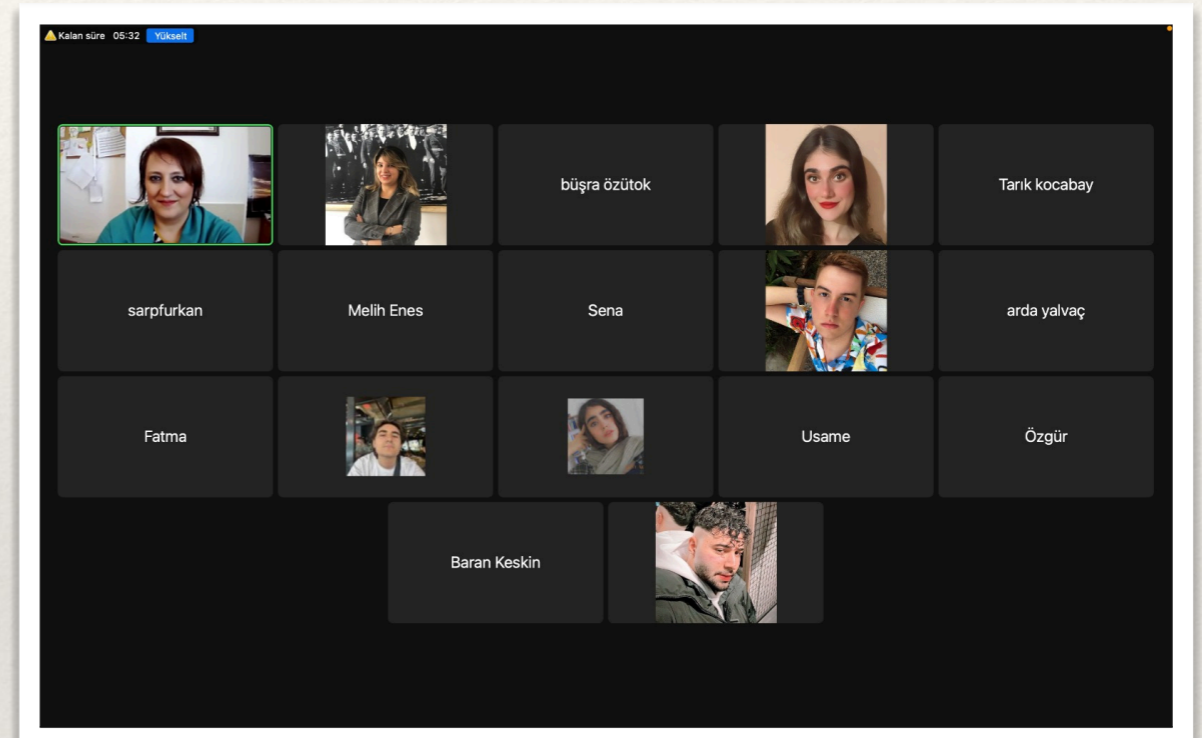 Kalan süre 05:32 Yükselt
büşra özütok
Tarık kocabay
sarpfurkan
Melih Enes
Sena
arda yalvaç
Fatma
Usame
Özgür
Baran Keskin